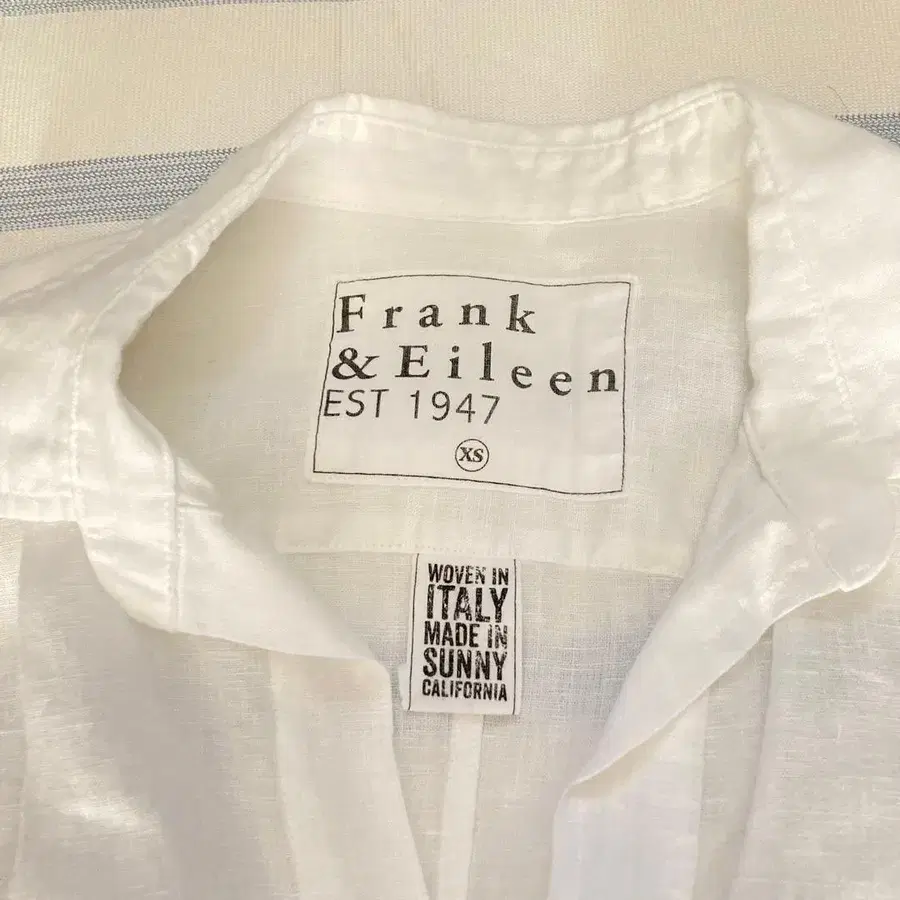 Frank
& Eileen
EST 1947
XS
WOVEN IN
ITALY
MADE IN
SUNNY
CALIFORNIA